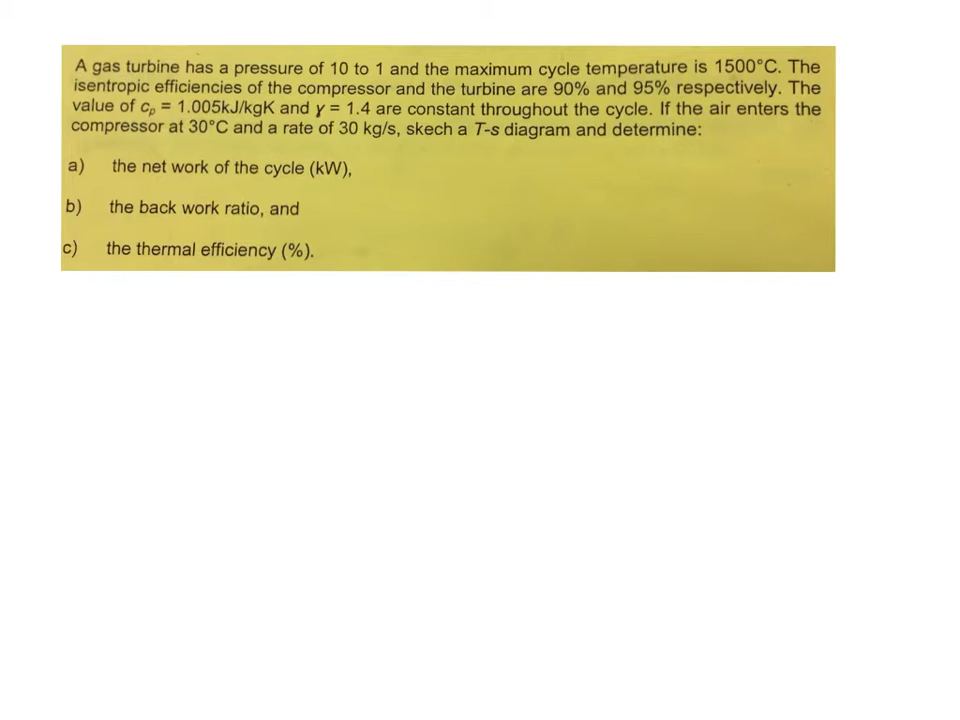 A gas turbine has a pressure of 10 to 1 and the maximum cycle temperature is 1500°C. The
isentropic efficiencies of the compressor and the turbine are 90% and 95% respectively. The
value of cₚ = 1.005kJ/kgK and γ = 1.4 are constant throughout the cycle. If the air enters the
compressor at 30°C and a rate of 30 kg/s, skech a T-s diagram and determine:
a) the net work of the cycle (kW),
b) the back work ratio, and
c) the thermal efficiency (%).